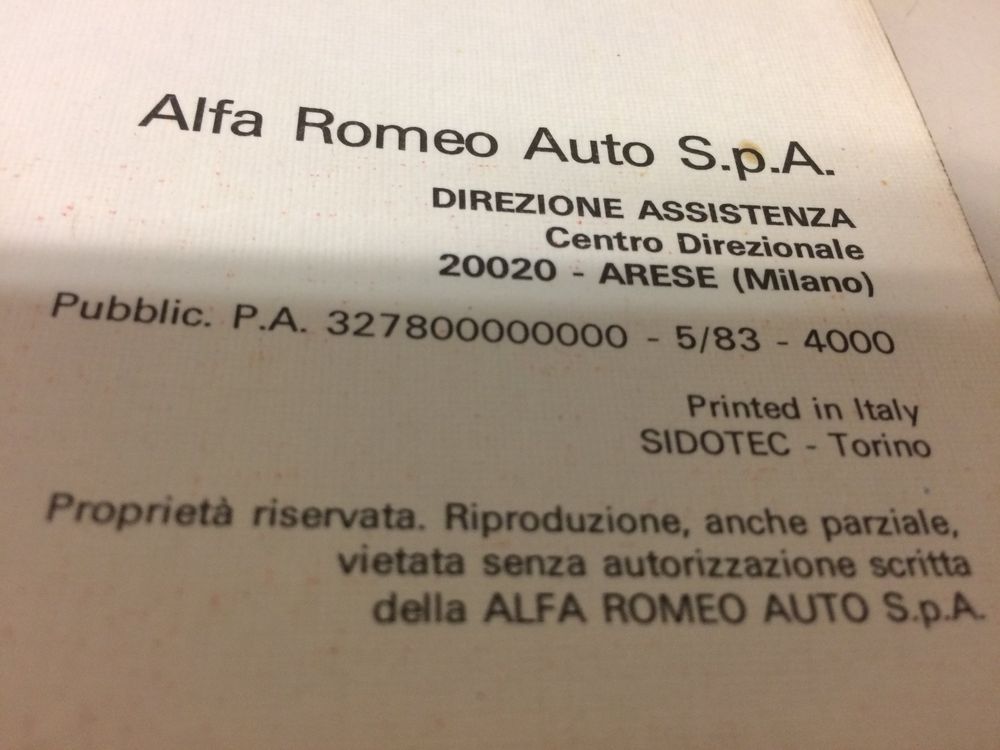 Alfa Romeo Auto S.p.A.
DIREZIONE ASSISTENZA
Centro Direzionale
20020 - ARESE (Milano)
Pubblic. P.A. 327800000000 - 5/83 - 4000
Printed in Italy
SIDOTEC - Torino
Proprietà riservata. Riproduzione, anche parziale,
vietata senza autorizzazione scritta
della ALFA ROMEO AUTO S.p.A.